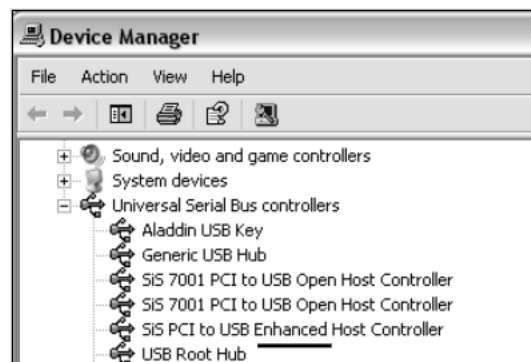 Device Manager
File Action View Help
Sound, video and game controllers
System devices
Universal Serial Bus controllers
Aladdin USB Key
Generic USB Hub
SiS 7001 PCI to USB Open Host Controller
SiS 7001 PCI to USB Open Host Controller
SiS PCI to USB Enhanced Host Controller
USB Root Hub